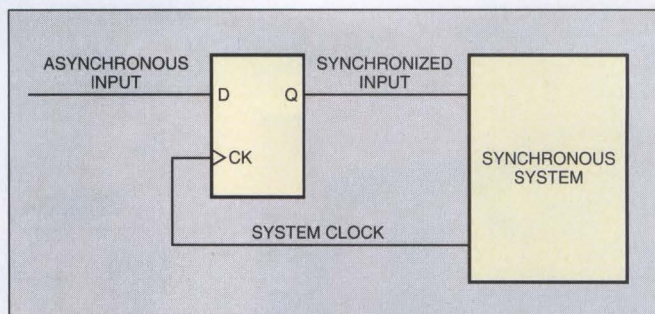 ASYNCHRONOUS
INPUT
SYNCHRONIZED
INPUT
D
Q
CK
SYNCHRONOUS
SYSTEM
SYSTEM CLOCK